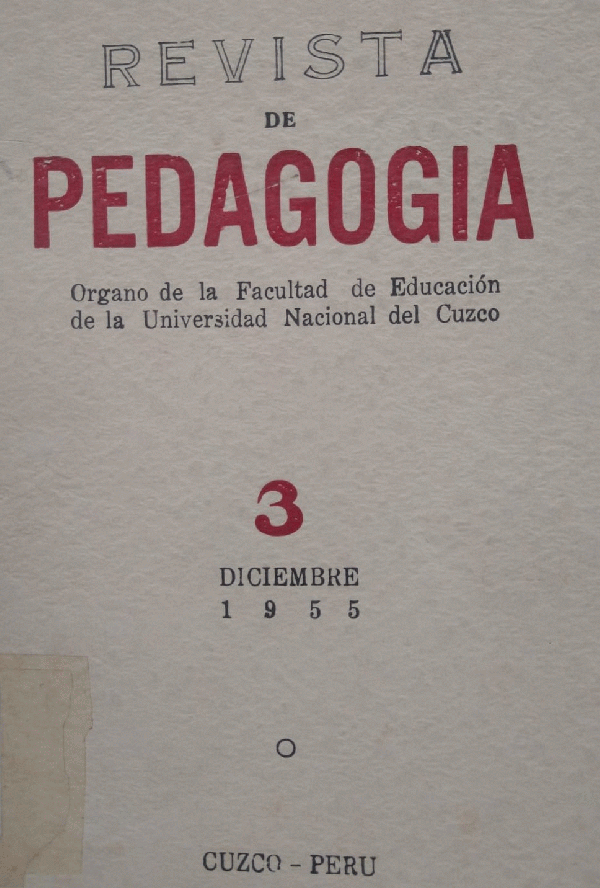 REVISTA
DE
PEDAGOGIA
Organo de la Facultad de Educación
de la Universidad Nacional del Cuzco
3
DICIEMBRE
1955
CUZCO - PERU